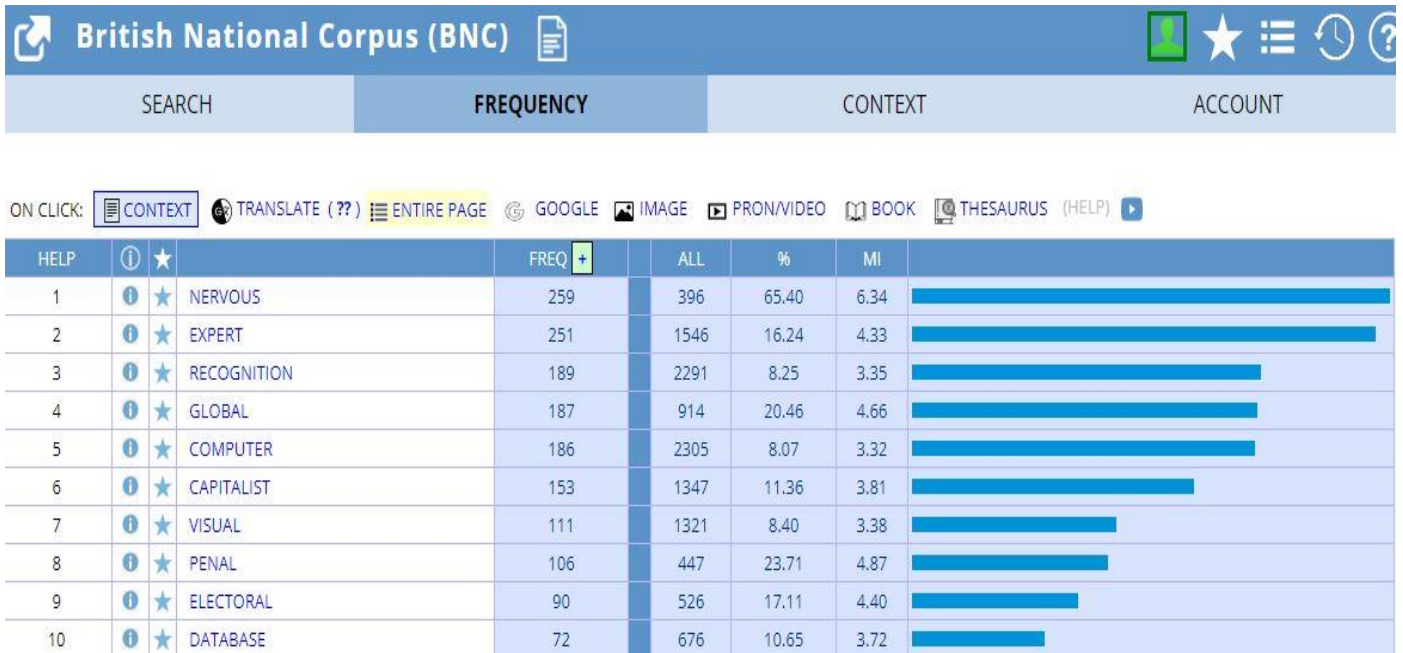 British National Corpus (BNC)
SEARCH FREQUENCY CONTEXT ACCOUNT
ON CLICK: CONTEXT TRANSLATE (??) ENTIRE PAGE GOOGLE IMAGE PRON/VIDEO BOOK THESAURUS (HELP)
HELP FREQ + ALL % MI
1 NERVOUS 259 396 65.40 6.34
2 EXPERT 251 1546 16.24 4.33
3 RECOGNITION 189 2291 8.25 3.35
4 GLOBAL 187 914 20.46 4.66
5 COMPUTER 186 2305 8.07 3.32
6 CAPITALIST 153 1347 11.36 3.81
7 VISUAL 111 1321 8.40 3.38
8 PENAL 106 447 23.71 4.87
9 ELECTORAL 90 526 17.11 4.40
10 DATABASE 72 676 10.65 3.72